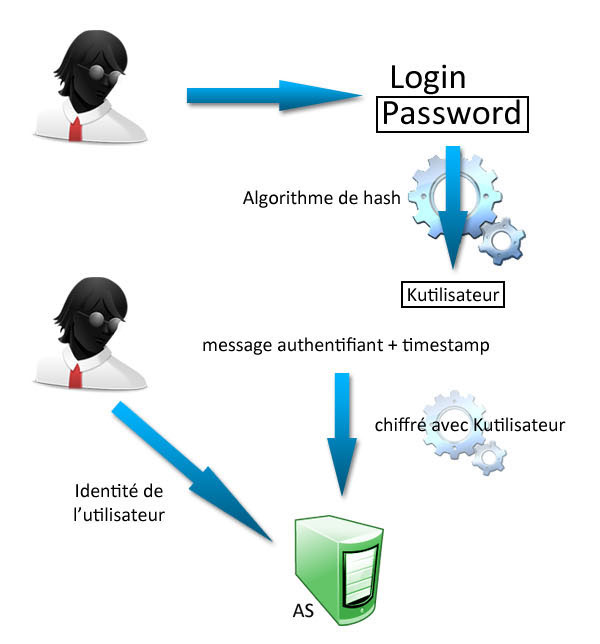 Login
Password
Algorithme de hash
Kutilisateur
message authentifiant + timestamp
chiffré avec Kutilisateur
Identité de
l'utilisateur
AS